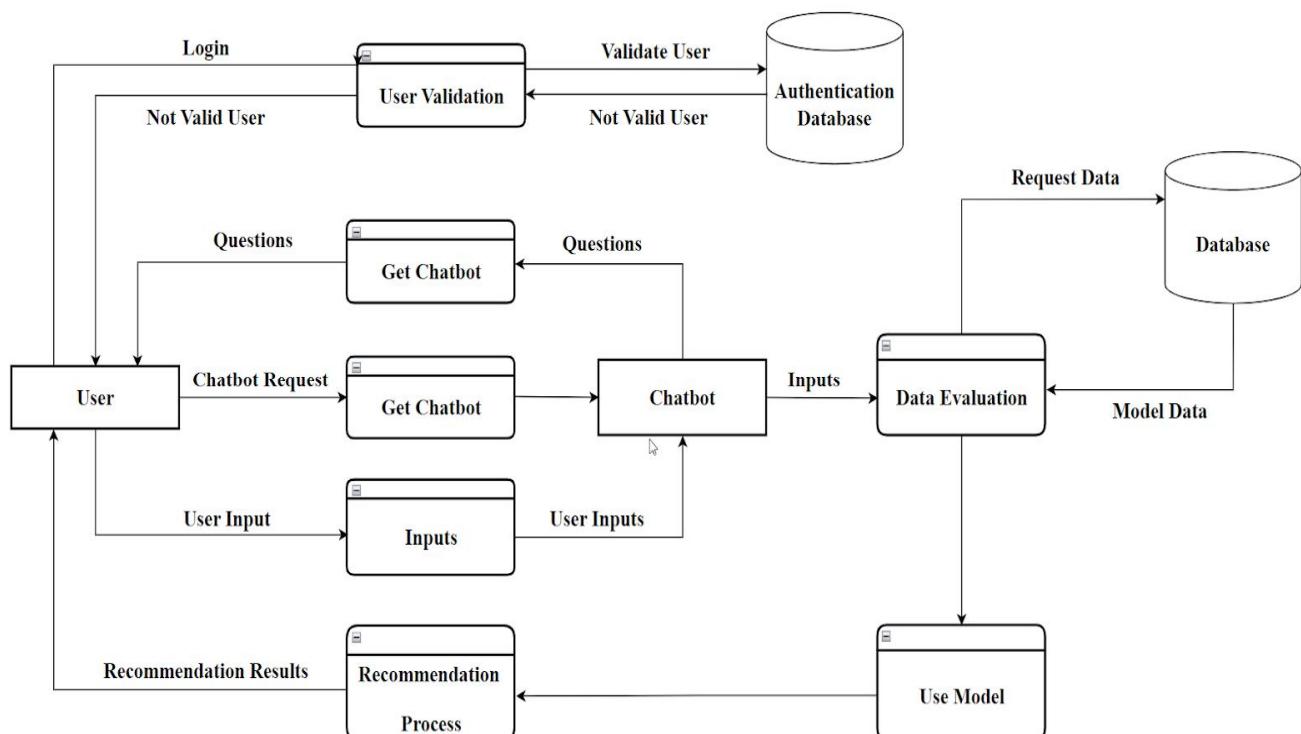 Login
Validate User
User Validation
Authentication
Database
Not Valid User
Not Valid User
Request Data
Database
Questions
Questions
Get Chatbot
User
Chatbot Request
Get Chatbot
Chatbot
Inputs
Data Evaluation
Model Data
User Input
Inputs
User Inputs
Recommendation Results
Recommendation
Process
Use Model